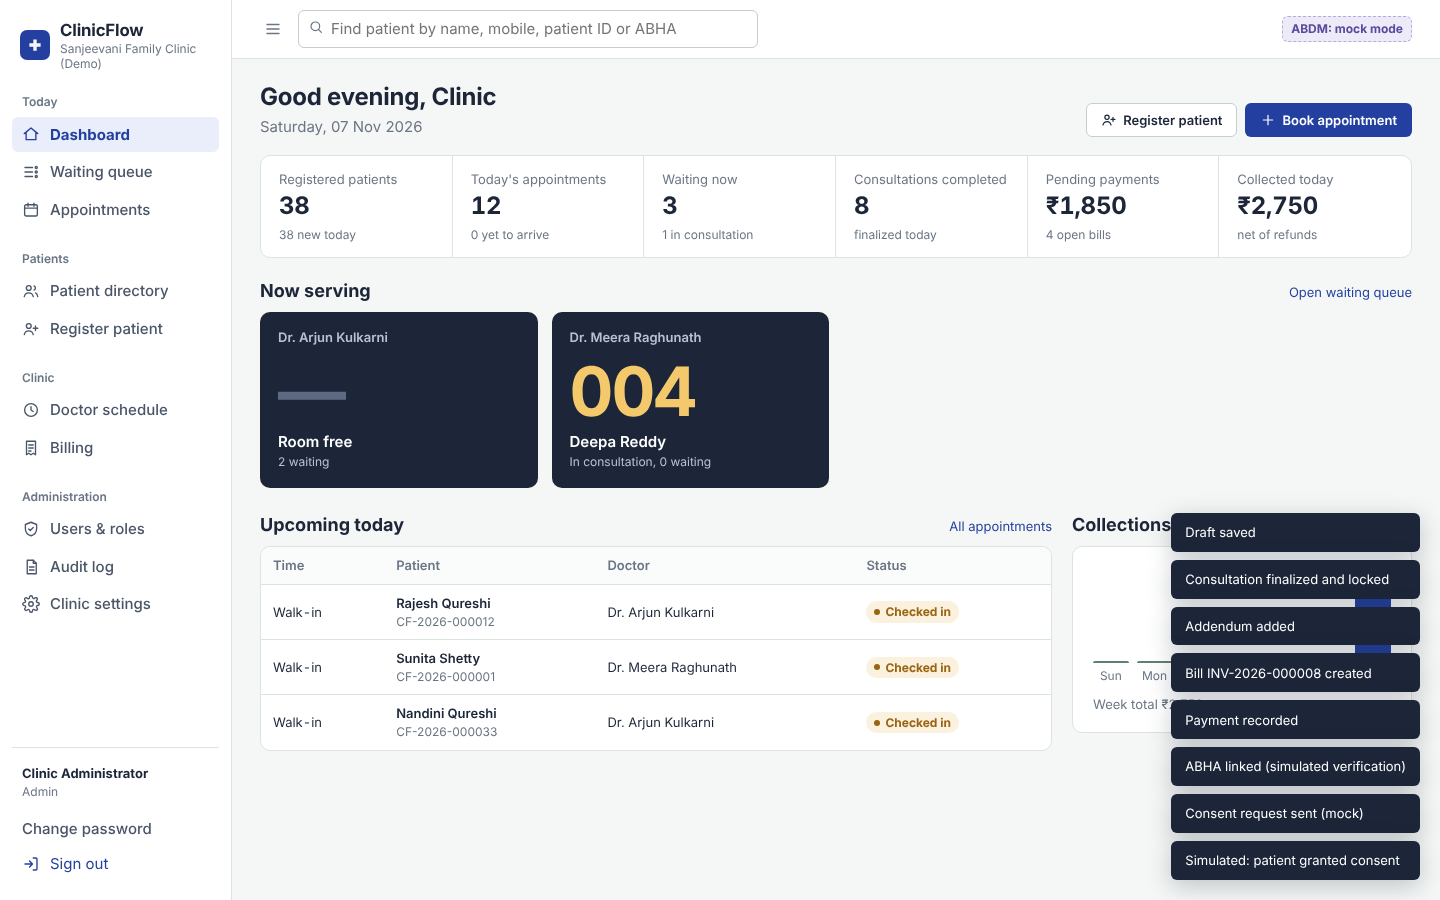 ClinicFlow
Sanjeevani Family Clinic
(Demo)
Today
Dashboard
Waiting queue
Appointments
Patients
Patient directory
Register patient
Clinic
Doctor schedule
Billing
Administration
Users & roles
Audit log
Clinic settings
Clinic Administrator
Admin
Change password
Sign out
Find patient by name, mobile, patient ID or ABHA
ABDM: mock mode
Good evening, Clinic
Saturday, 07 Nov 2026
Register patient
Book appointment
Registered patients
38
38 new today
Today's appointments
12
0 yet to arrive
Waiting now
3
1 in consultation
Consultations completed
8
finalized today
Pending payments
₹1,850
4 open bills
Collected today
₹2,750
net of refunds
Now serving
Open waiting queue
Dr. Arjun Kulkarni
Room free
2 waiting
Dr. Meera Raghunath
004
Deepa Reddy
In consultation, 0 waiting
Upcoming today
All appointments
Time Patient Doctor Status
Walk-in Rajesh Qureshi Dr. Arjun Kulkarni Checked in
CF-2026-000012
Walk-in Sunita Shetty Dr. Meera Raghunath Checked in
CF-2026-000001
Walk-in Nandini Qureshi Dr. Arjun Kulkarni Checked in
CF-2026-000033
Collections
Sun Mon
Week total
Draft saved
Consultation finalized and locked
Addendum added
Bill INV-2026-000008 created
Payment recorded
ABHA linked (simulated verification)
Consent request sent (mock)
Simulated: patient granted consent